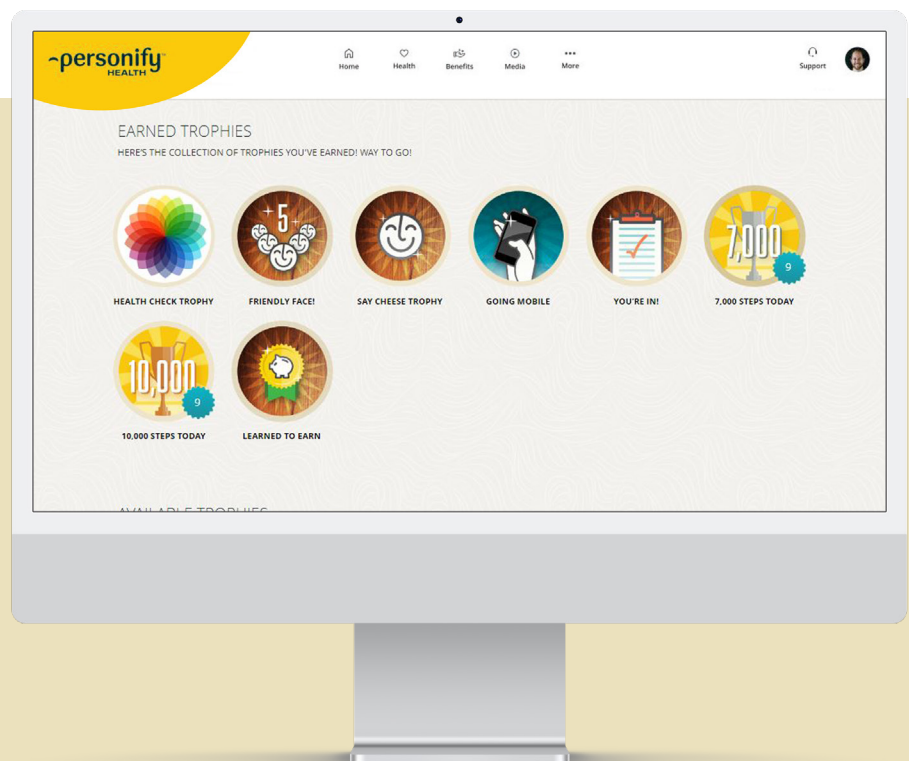 personify
HEALTH
Home
Health
Benefits
Media
More
Support
EARNED TROPHIES
HERE'S THE COLLECTION OF TROPHIES YOU'VE EARNED! WAY TO GO!
5
7,000
9
HEALTH CHECK TROPHY
FRIENDLY FACE!
SAY CHEESE TROPHY
GOING MOBILE
YOU'RE IN!
7,000 STEPS TODAY
10,000
9
10,000 STEPS TODAY
LEARNED TO EARN
AVAILABLE TROPHIES